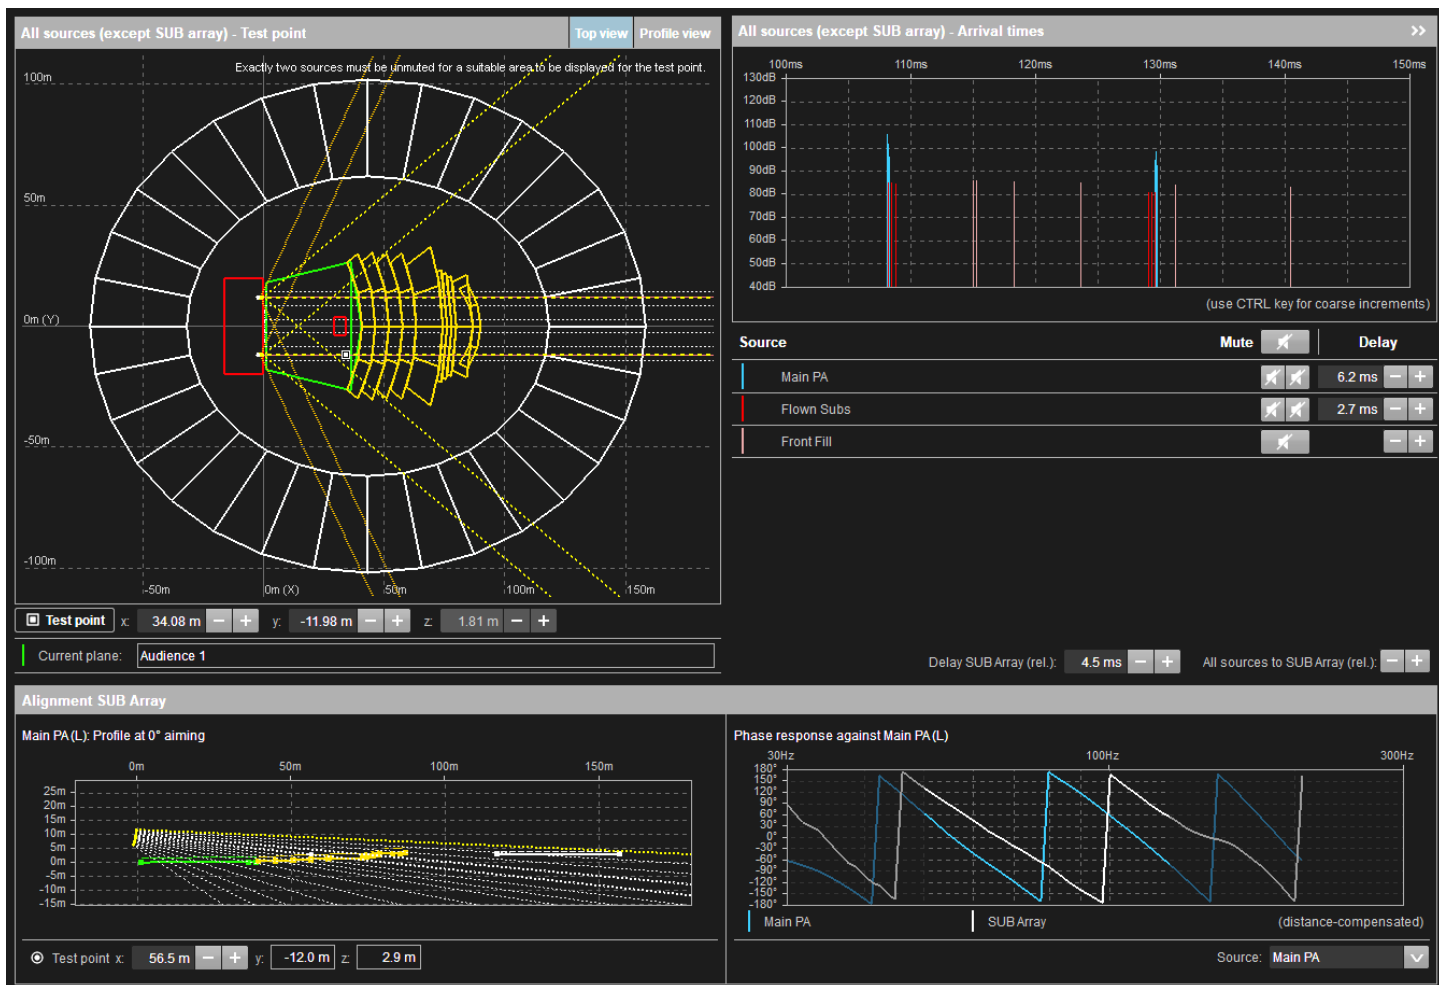 All sources (except SUB array) - Test point
Top view
Profile view
Exactly two sources must be unmuted for a suitable area to be displayed for the test point.
100m
50m
0m (Y)
-50m
-100m
-50m
0m (X)
50m
100m
150m
Test point
x:
34.08 m
y:
-11.98 m
z:
1.81 m
Current plane:
Audience 1
All sources (except SUB array) - Arrival times
>>
100ms
110ms
120ms
130ms
140ms
150ms
130dB
120dB
110dB
100dB
90dB
80dB
70dB
60dB
50dB
40dB
(use CTRL key for coarse increments)
Source
Mute
Delay
Main PA
6.2 ms
Flown Subs
2.7 ms
Front Fill
Delay SUB Array (rel.):
4.5 ms
All sources to SUB Array (rel.):
Alignment SUB Array
Main PA (L): Profile at 0° aiming
0m
50m
100m
150m
25m
20m
15m
10m
5m
0m
-5m
-10m
-15m
Test point
x:
56.5 m
y:
-12.0 m
z:
2.9 m
Phase response against Main PA (L)
30Hz
100Hz
300Hz
180°
150°
120°
90°
60°
30°
0°
-30°
-60°
-90°
-120°
-150°
-180°
Main PA
SUB Array
(distance-compensated)
Source:
Main PA